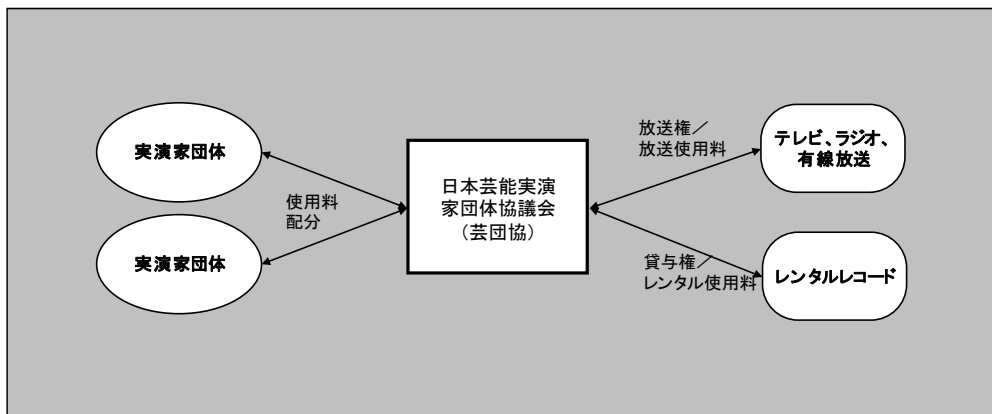 実演家団体
実演家団体
使用料
配分
日本芸能実演
家団体協議会
（芸団協）
放送権／
放送使用料
貸与権／
レンタル使用料
テレビ、ラジオ、
有線放送
レンタルレコード